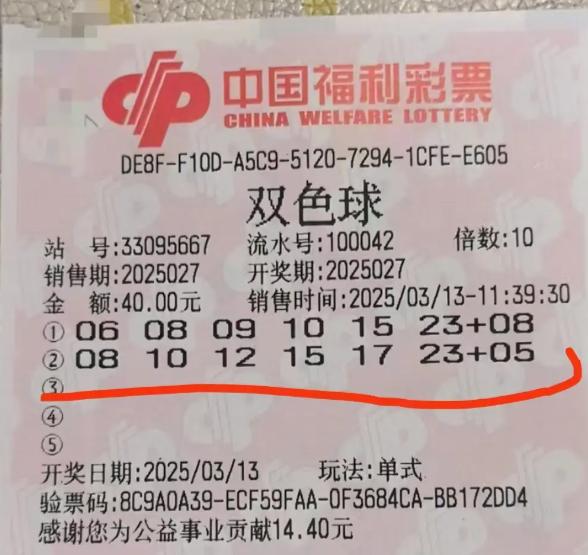 中国福利彩票
CHINA WELFARE LOTTERY
DE8F-F10D-A5C9-5120-7294-1CFE-E605
双色球
站 号:33095667 流水号:100042 倍数:10
销售期:2025027 开奖期:2025027
金 额:40.00元 销售时间:2025/03/13-11:39:30
① 06 08 09 10 15 23+08
② 08 10 12 15 17 23+05
③
④
⑤
开奖日期:2025/03/13 玩法:单式
验票码:8C9A0A39-ECF59FAA-0F3684CA-BB172DD4
感谢您为公益事业贡献14.40元